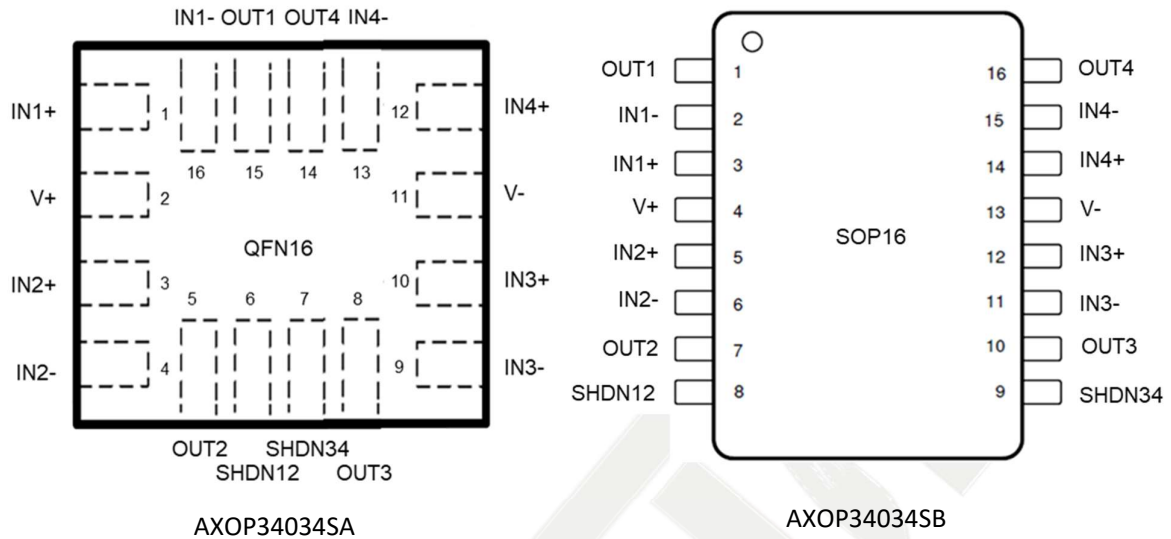 IN1- OUT1 OUT4 IN4-
IN1+ 1 12 IN4+
16 15 14 13
V+ 2 11 V-
QFN16
IN2+ 3 10 IN3+
5 6 7 8
IN2- 4 9 IN3-
OUT2 SHDN34
SHDN12 OUT3
AXOP34034SA
OUT1 1 16 OUT4
IN1- 2 15 IN4-
IN1+ 3 14 IN4+
V+ 4 13 V-
SOP16
IN2+ 5 12 IN3+
IN2- 6 11 IN3-
OUT2 7 10 OUT3
SHDN12 8 9 SHDN34
AXOP34034SB